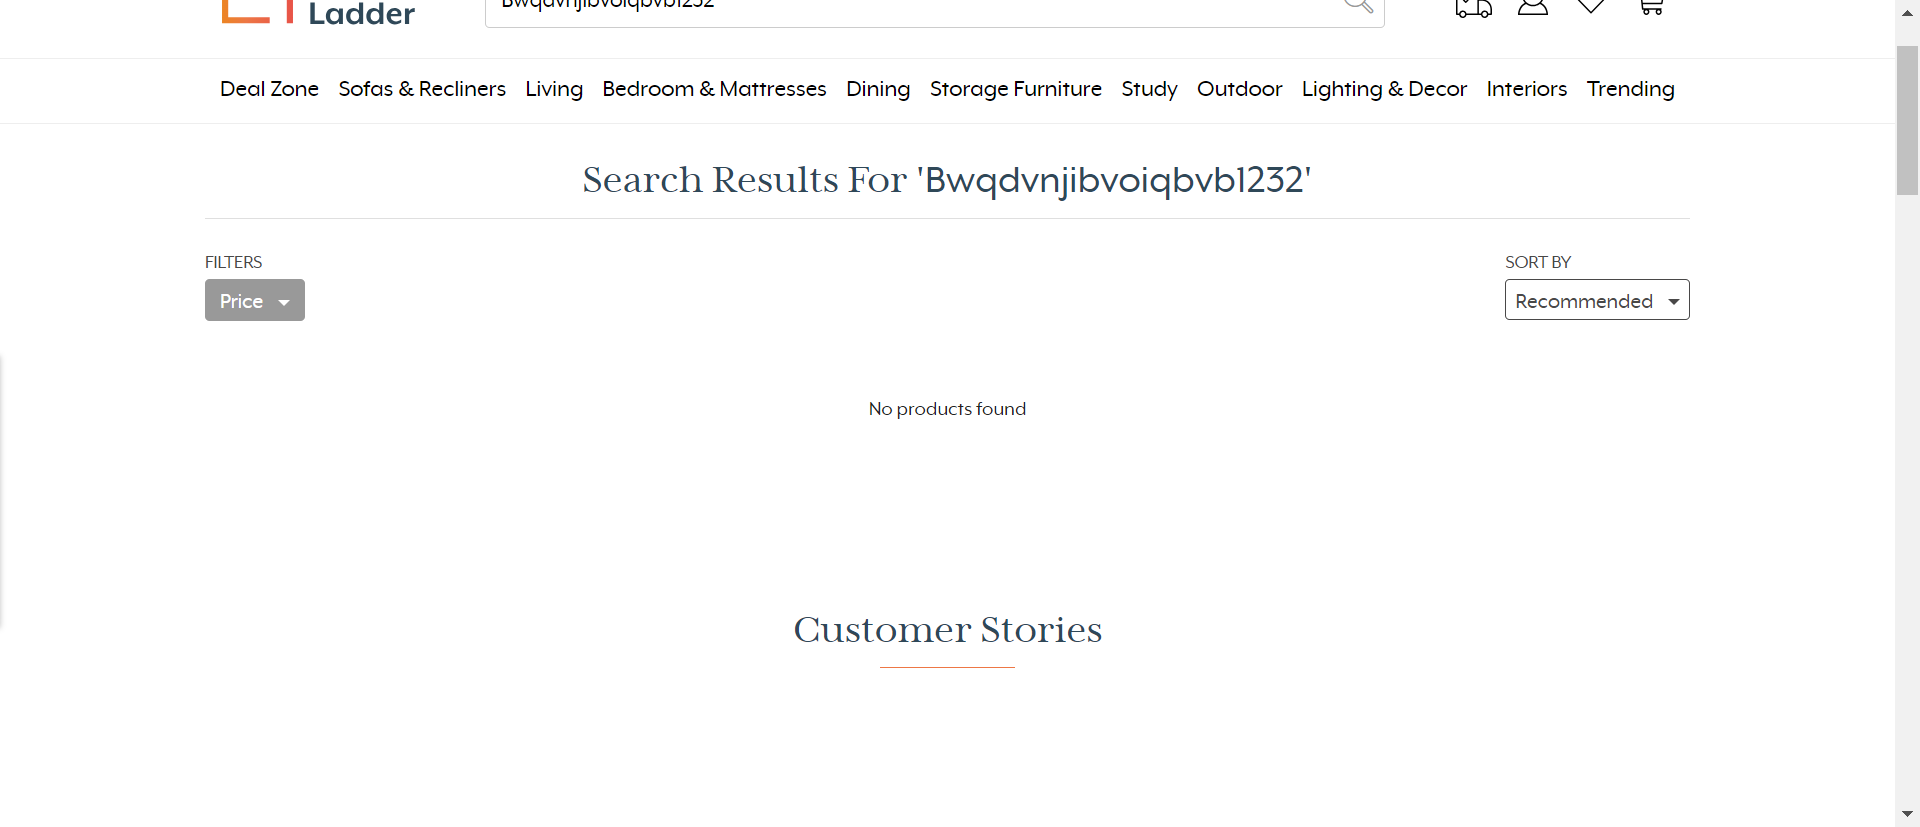 Ladder
Bwqdvnjibvoiqbvb1232
Deal Zone Sofas & Recliners Living Bedroom & Mattresses Dining Storage Furniture Study Outdoor Lighting & Decor Interiors Trending
Search Results For 'Bwqdvnjibvoiqbvb1232'
FILTERS
SORT BY
Price
Recommended
No products found
Customer Stories